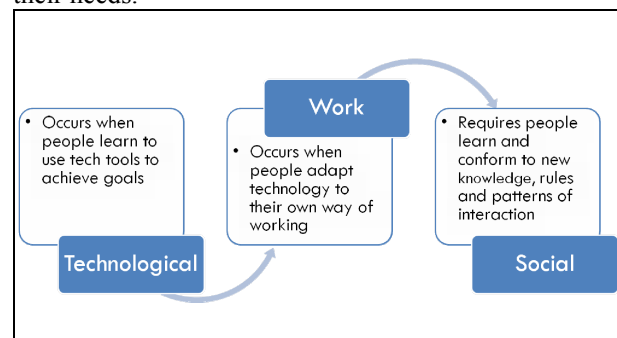 their needs.
• Occurs when
people learn to
use tech tools to
achieve goals
Technological
Work
• Occurs when
people adapt
technology to
their own way of
working
• Requires people
learn and
conform to new
knowledge, rules
and patterns of
interaction
Social